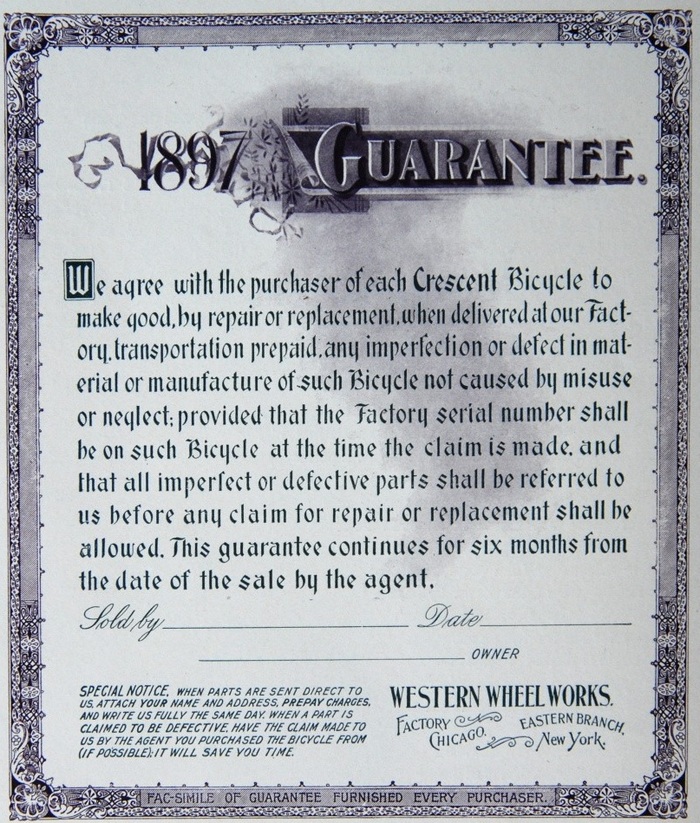 1897 GUARANTEE.
We agree with the purchaser of each Crescent Bicycle to
make good, by repair or replacement, when delivered at our Fact-
ory, transportation prepaid, any imperfection or defect in mat-
erial or manufacture of such Bicycle not caused by misuse
or neglect; provided that the Factory serial number shall
be on such Bicycle at the time the claim is made, and
that all imperfect or defective parts shall be referred to
us before any claim for repair or replacement shall be
allowed. This guarantee continues for six months from
the date of the sale by the agent.
Sold by Date
OWNER
SPECIAL NOTICE. WHEN PARTS ARE SENT DIRECT TO
US, ATTACH YOUR NAME AND ADDRESS, PREPAY CHARGES,
AND WRITE US FULLY THE SAME DAY. WHEN A PART IS
CLAIMED TO BE DEFECTIVE, HAVE THE CLAIM MADE TO
US BY THE AGENT YOU PURCHASED THE BICYCLE FROM
(IF POSSIBLE); IT WILL SAVE YOU TIME.
WESTERN WHEEL WORKS.
FACTORY EASTERN BRANCH,
CHICAGO. New York.
FAC-SIMILE OF GUARANTEE FURNISHED EVERY PURCHASER.